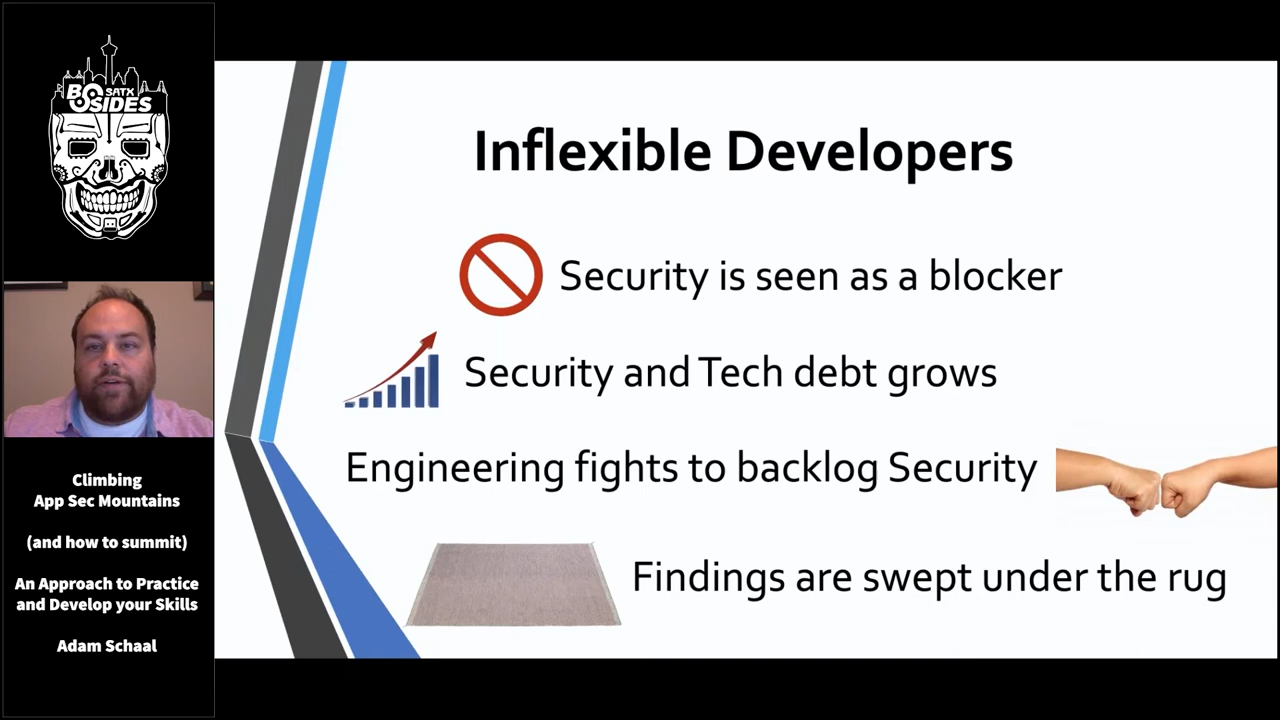 BSIDES
SATX
Climbing
App Sec Mountains
(and how to summit)
An Approach to Practice
and Develop your Skills
Adam Schaal
Inflexible Developers
Security is seen as a blocker
Security and Tech debt grows
Engineering fights to backlog Security
Findings are swept under the rug